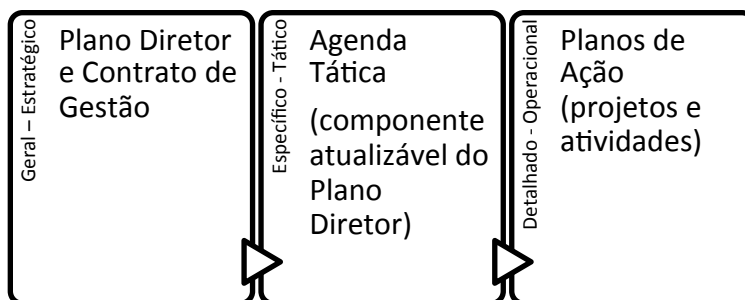 Geral – Estratégico
Plano Diretor
e Contrato de
Gestão
Específico - Tático
Agenda
Tática
(componente
atualizável do
Plano
Diretor)
Detalhado - Operacional
Planos de
Ação
(projetos e
atividades)